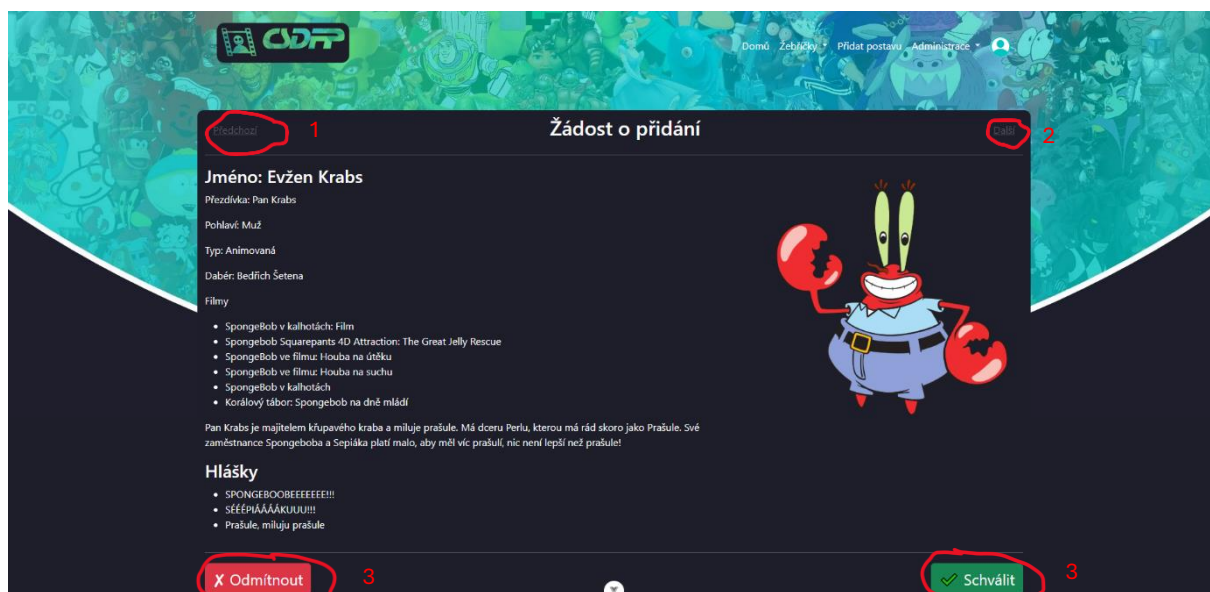 CSDFP
Domů Žebříčky Přidat postavu Administrace
Předchozí 1 Žádost o přidání Další 2
Jméno: Evžen Krabs
Přezdívka: Pan Krabs
Pohlaví: Muž
Typ: Animovaná
Dabér: Bedřich Šetena
Filmy
SpongeBob v kalhotách: Film
Spongebob Squarepants 4D Attraction: The Great Jelly Rescue
SpongeBob ve filmu: Houba na útěku
SpongeBob ve filmu: Houba na suchu
SpongeBob v kalhotách
Korálový tábor: Spongebob na dně mládí
Pan Krabs je majitelem křupavého kraba a miluje prašule. Má dceru Perlu, kterou má rád skoro jako Prašule. Své
zaměstnance Spongeboba a Sepiáka platí malo, aby měl víc prašulí, nic není lepší než prašule!
Hlášky
SPONGEBOOBEEEEEEE!!!
SÉÉÉPIÁÁÁÁKUUU!!!
Prašule, miluju prašule
✗ Odmítnout 3 ✓ Schválit 3